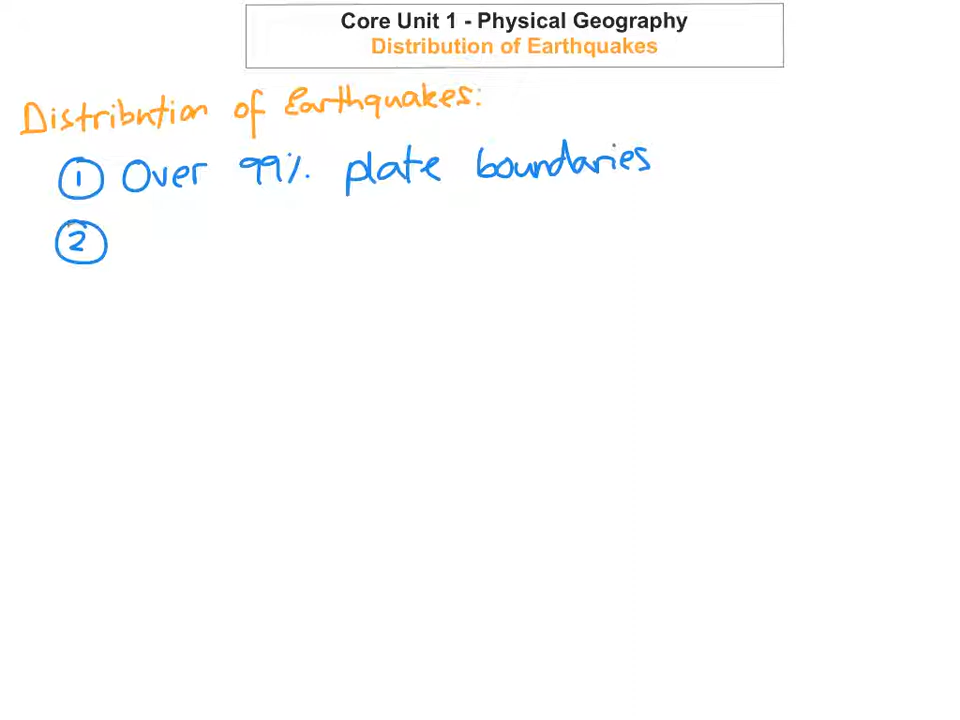 Core Unit 1 - Physical Geography
Distribution of Earthquakes
Distribution of Earthquakes:
1 Over 99% plate boundaries
2